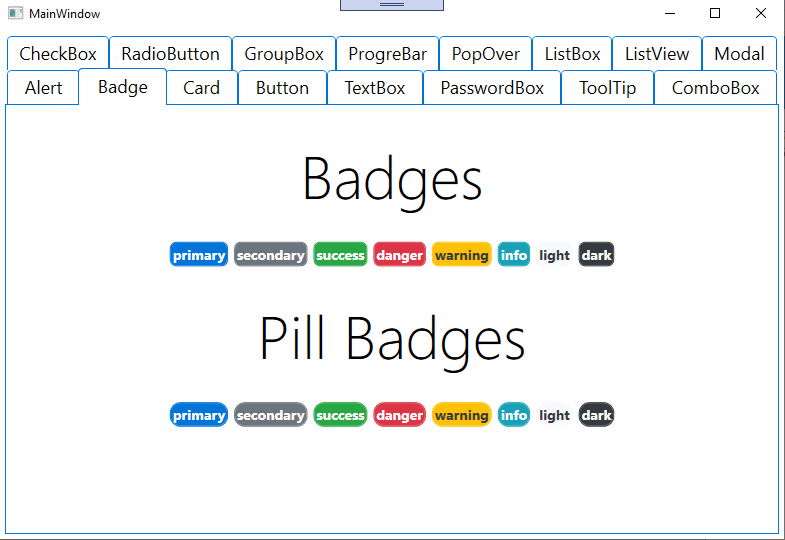 MainWindow
CheckBox RadioButton GroupBox ProgreBar PopOver ListBox ListView Modal
Alert Badge Card Button TextBox PasswordBox ToolTip ComboBox
Badges
primary secondary success danger warning info light dark
Pill Badges
primary secondary success danger warning info light dark